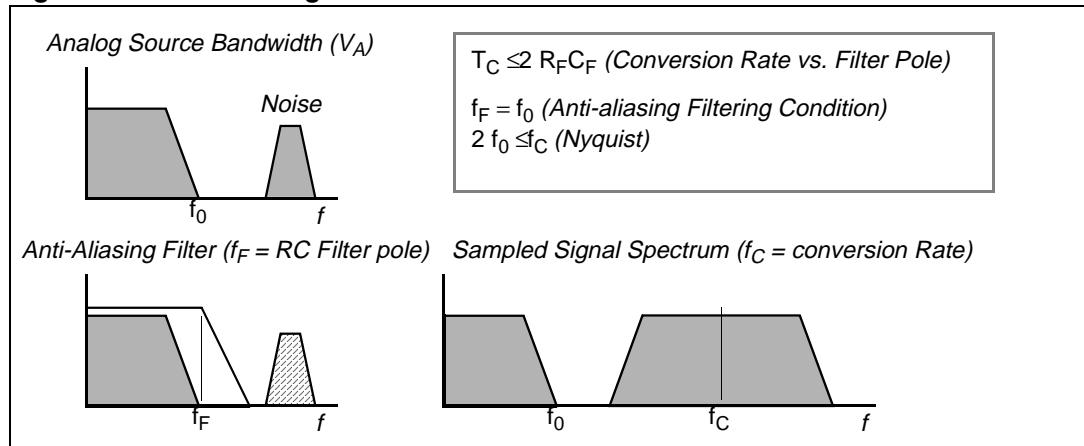 Analog Source Bandwidth (VA)
Noise
f0
f
TC ≤2 RFCF (Conversion Rate vs. Filter Pole)
fF = f0 (Anti-aliasing Filtering Condition)
2 f0 ≤fC (Nyquist)
Anti-Aliasing Filter (fF = RC Filter pole)
fF
f
Sampled Signal Spectrum (fC = conversion Rate)
f0
fC
f